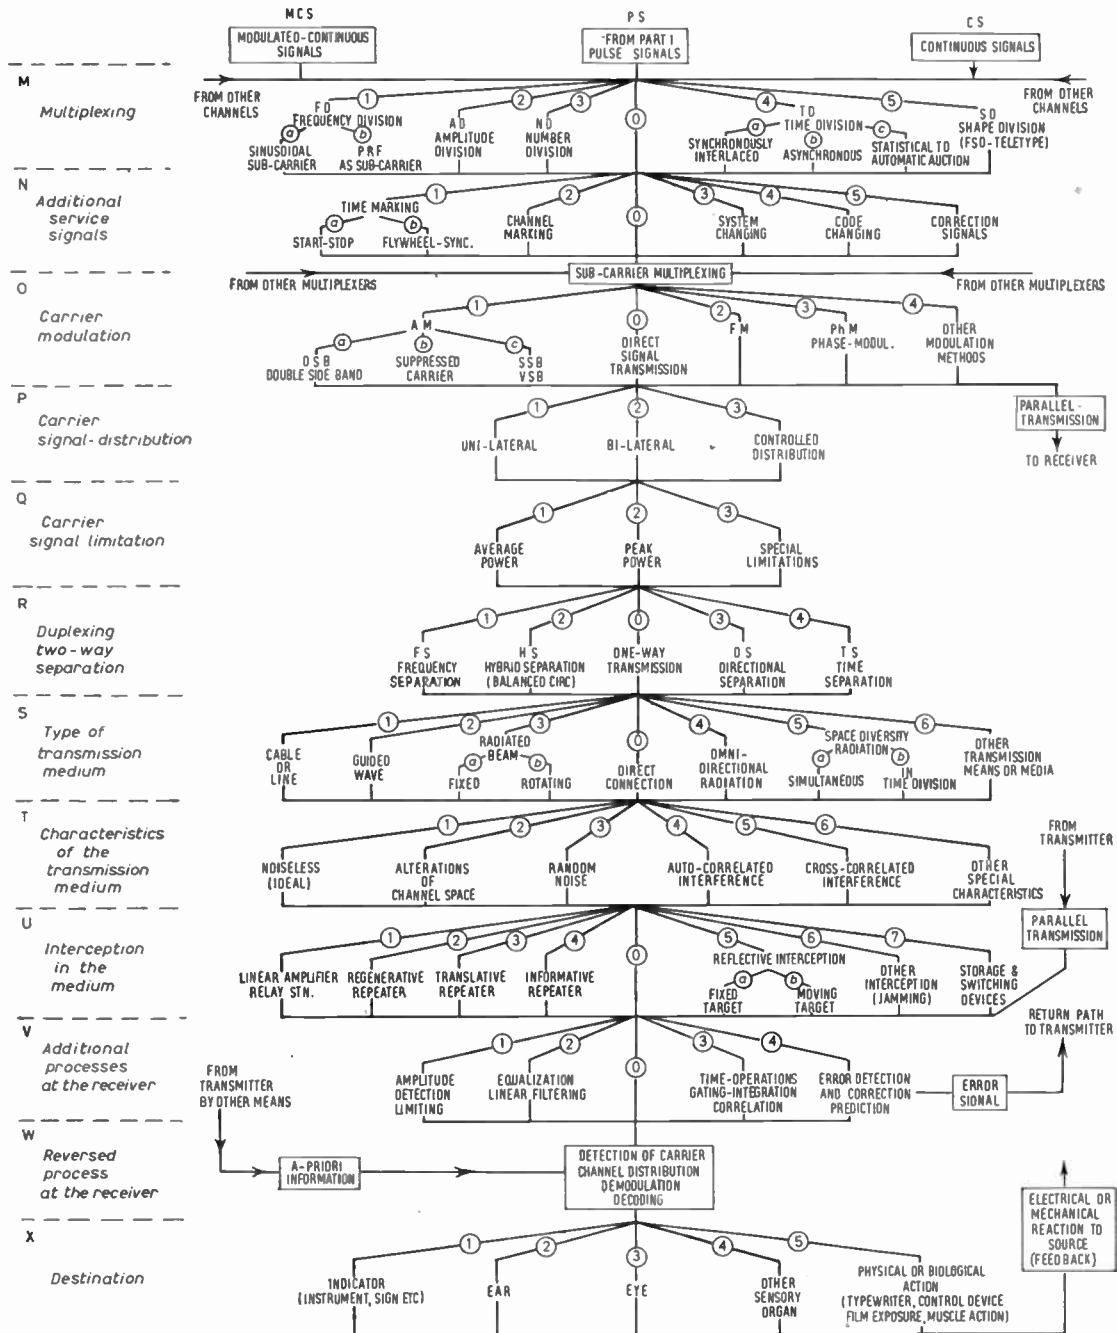 MCS
PS
CS
MODULATED-CONTINUOUS
SIGNALS
FROM PART 1
PULSE SIGNALS
CONTINUOUS SIGNALS
M
Multiplexing
FROM OTHER
CHANNELS
FROM OTHER
CHANNELS
1
2
3
0
4
5
FD
FREQUENCY DIVISION
a
b
SINUSOIDAL
SUB-CARRIER
PRF
AS SUB-CARRIER
AD
AMPLITUDE
DIVISION
ND
NUMBER
DIVISION
TD
TIME DIVISION
a
b
c
SYNCHRONOUSLY
INTERLACED
ASYNCHRONOUS
STATISTICAL TD
AUTOMATIC AUCTION
SD
SHAPE DIVISION
(FSD-TELETYPE)
N
Additional
service
signals
1
2
0
3
4
5
TIME MARKING
a
b
START-STOP
FLYWHEEL-SYNC.
CHANNEL
MARKING
SYSTEM
CHANGING
CODE
CHANGING
CORRECTION
SIGNALS
SUB-CARRIER MULTIPLEXING
FROM OTHER MULTIPLEXERS
FROM OTHER MULTIPLEXERS
O
Carrier
modulation
1
0
2
3
4
AM
a
b
c
DSB
DOUBLE SIDE BAND
SUPPRESSED
CARRIER
SSB
VSB
DIRECT
SIGNAL
TRANSMISSION
FM
PhM
PHASE-MODUL.
OTHER
MODULATION
METHODS
P
Carrier
signal-distribution
1
2
3
UNI-LATERAL
BI-LATERAL
CONTROLLED
DISTRIBUTION
PARALLEL-
TRANSMISSION
TO RECEIVER
Q
Carrier
signal limitation
1
2
3
AVERAGE
POWER
PEAK
POWER
SPECIAL
LIMITATIONS
R
Duplexing
two-way
separation
1
2
0
3
4
FS
FREQUENCY
SEPARATION
HS
HYBRID SEPARATION
(BALANCED CIRC)
ONE-WAY
TRANSMISSION
DS
DIRECTIONAL
SEPARATION
TS
TIME
SEPARATION
S
Type of
transmission
medium
1
2
3
0
4
5
6
CABLE
OR
LINE
GUIDED
WAVE
RADIATED
BEAM
a
b
FIXED
ROTATING
DIRECT
CONNECTION
OMNI-
DIRECTIONAL
RADIATION
SPACE DIVERSITY
RADIATION
a
b
SIMULTANEOUS
IN
TIME DIVISION
OTHER
TRANSMISSION
MEANS OR MEDIA
T
Characteristics
of the
transmission
medium
1
2
3
4
5
6
NOISELESS
(IDEAL)
ALTERATIONS
OF
CHANNEL SPACE
RANDOM
NOISE
AUTO-CORRELATED
INTERFERENCE
CROSS-CORRELATED
INTERFERENCE
OTHER
SPECIAL
CHARACTERISTICS
FROM
TRANSMITTER
PARALLEL
TRANSMISSION
U
Interception
in the
medium
1
2
3
4
0
5
6
7
LINEAR AMPLIFIER
RELAY STN.
REGENERATIVE
REPEATER
TRANSLATIVE
REPEATER
INFORMATIVE
REPEATER
REFLECTIVE INTERCEPTION
a
b
FIXED
TARGET
MOVING
TARGET
OTHER
INTERCEPTION
(JAMMING)
STORAGE &
SWITCHING
DEVICES
RETURN PATH
TO TRANSMITTER
V
Additional
processes
at the receiver
1
2
0
3
4
FROM
TRANSMITTER
BY OTHER MEANS
AMPLITUDE
DETECTION
LIMITING
EQUALIZATION
LINEAR FILTERING
TIME-OPERATIONS
GATING-INTEGRATION
CORRELATION
ERROR DETECTION
AND CORRECTION
PREDICTION
ERROR
SIGNAL
W
Reversed
process
at the receiver
A-PRIORI
INFORMATION
DETECTION OF CARRIER
CHANNEL DISTRIBUTION
DEMODULATION
DECODING
ELECTRICAL OR
MECHANICAL
REACTION TO
SOURCE
(FEEDBACK)
X
Destination
1
2
3
4
5
INDICATOR
(INSTRUMENT, SIGN ETC)
EAR
EYE
OTHER
SENSORY
ORGAN
PHYSICAL OR BIOLOGICAL
ACTION
(TYPEWRITER, CONTROL DEVICE
FILM EXPOSURE, MUSCLE ACTION)